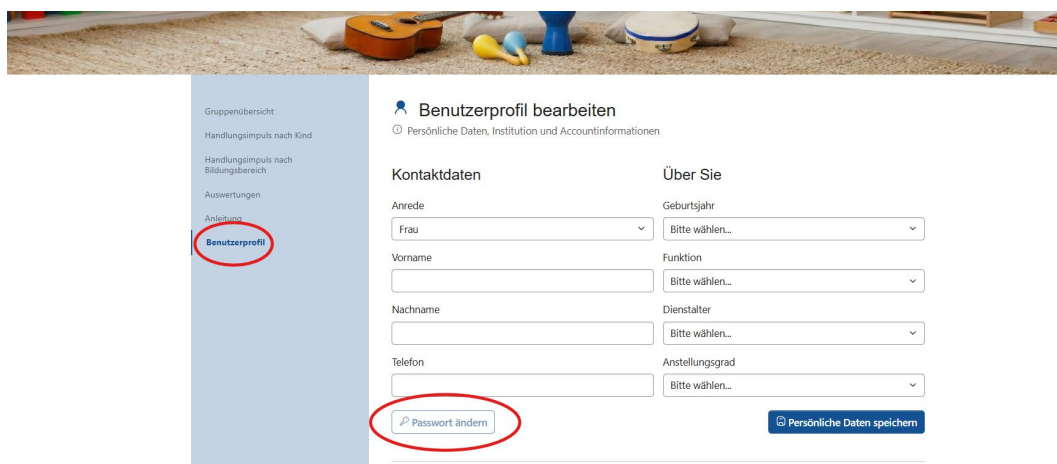 Gruppenübersicht
Handlungsimpuls nach Kind
Handlungsimpuls nach
Bildungsbereich
Auswertungen
Anleitung
Benutzerprofil
Benutzerprofil bearbeiten
Persönliche Daten, Institution und Accountinformationen
Kontaktdaten
Anrede
Frau
Vorname
Nachname
Telefon
Passwort ändern
Über Sie
Geburtsjahr
Bitte wählen...
Funktion
Bitte wählen...
Dienstalter
Bitte wählen...
Anstellungsgrad
Bitte wählen...
Persönliche Daten speichern